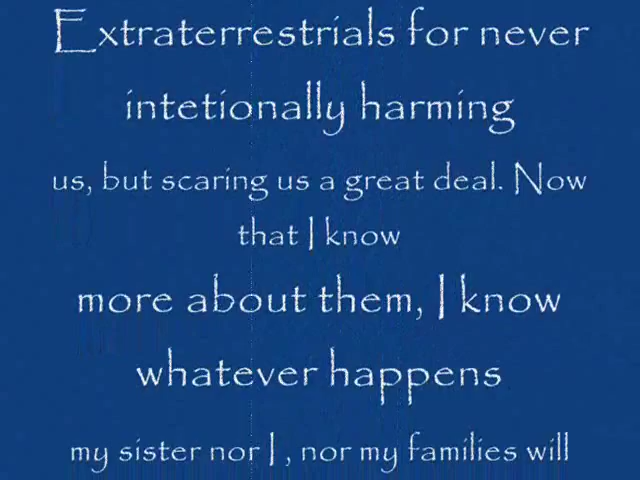 Extraterrestrials for never
intetionally harming
us, but scaring us a great deal. Now
that I know
more about them, I know
whatever happens
my sister nor I , nor my families will